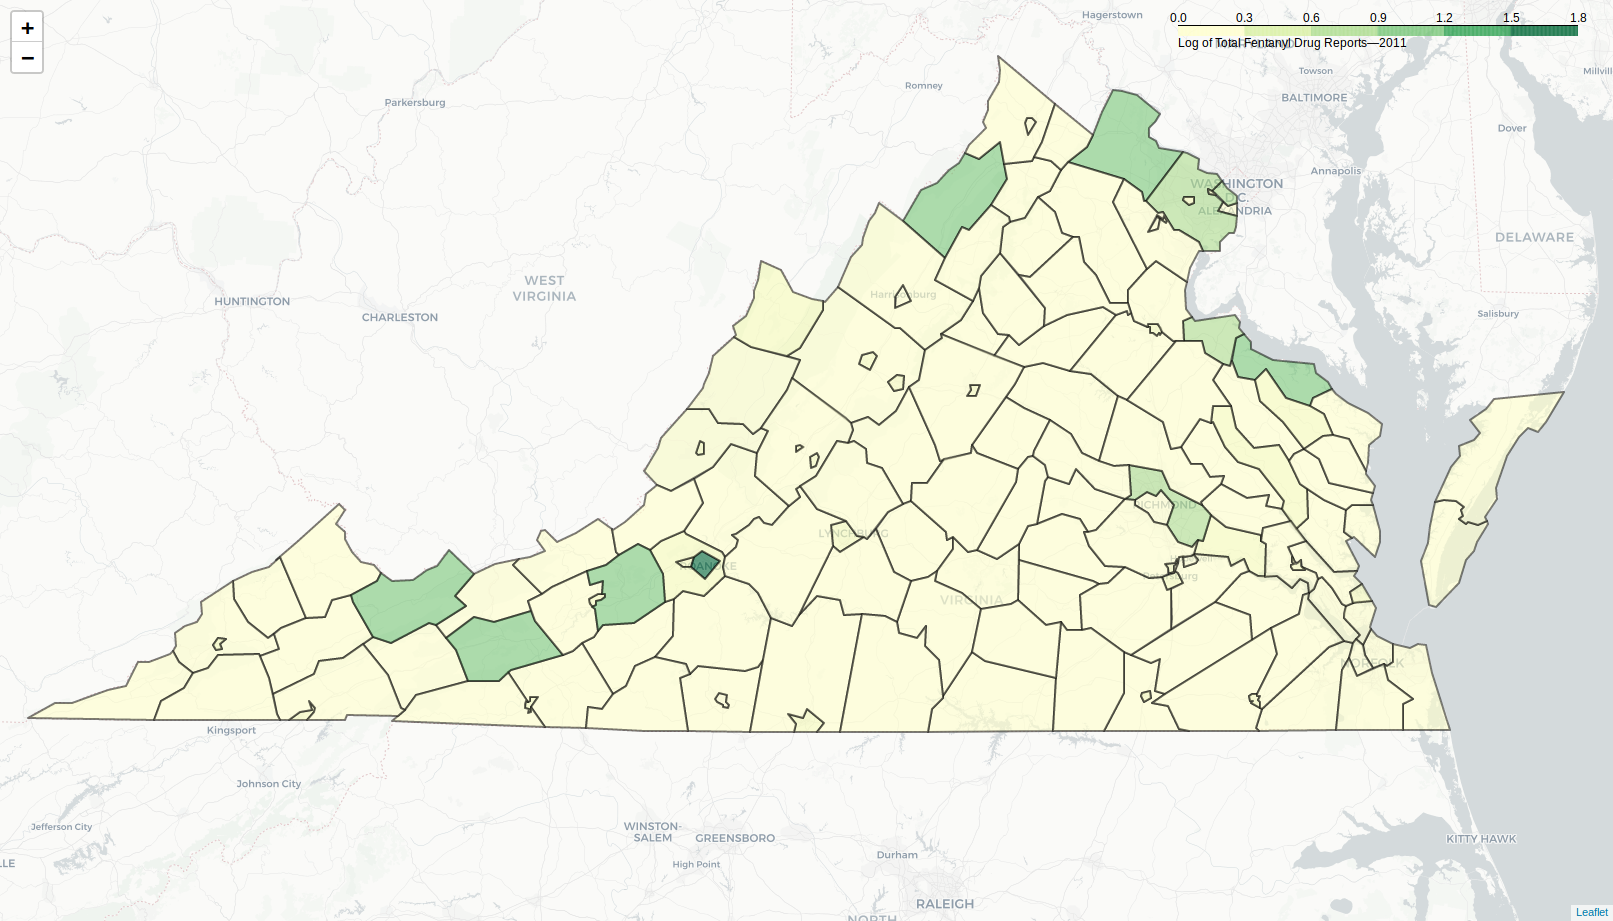 +
−
Hagerstown
0.0 0.3 0.6 0.9 1.2 1.5 1.8
Log of Total Fentanyl Drug Reports—2011
Towson
Millvill
Romney
BALTIMORE
Parkersburg
Dover
Annapolis
WASHINGTON
D.C.
ALEXANDRIA
DELAWARE
WEST
VIRGINIA
Harrisonburg
HUNTINGTON
CHARLESTON
Salisbury
RICHMOND
LYNCHBURG
ROANOKE
Petersburg
VIRGINIA
NORFOLK
Kingsport
Johnson City
Jefferson City
WINSTON-
SALEM
GREENSBORO
KITTY HAWK
Durham
High Point
LLE
RALEIGH
NORTH
Leaflet